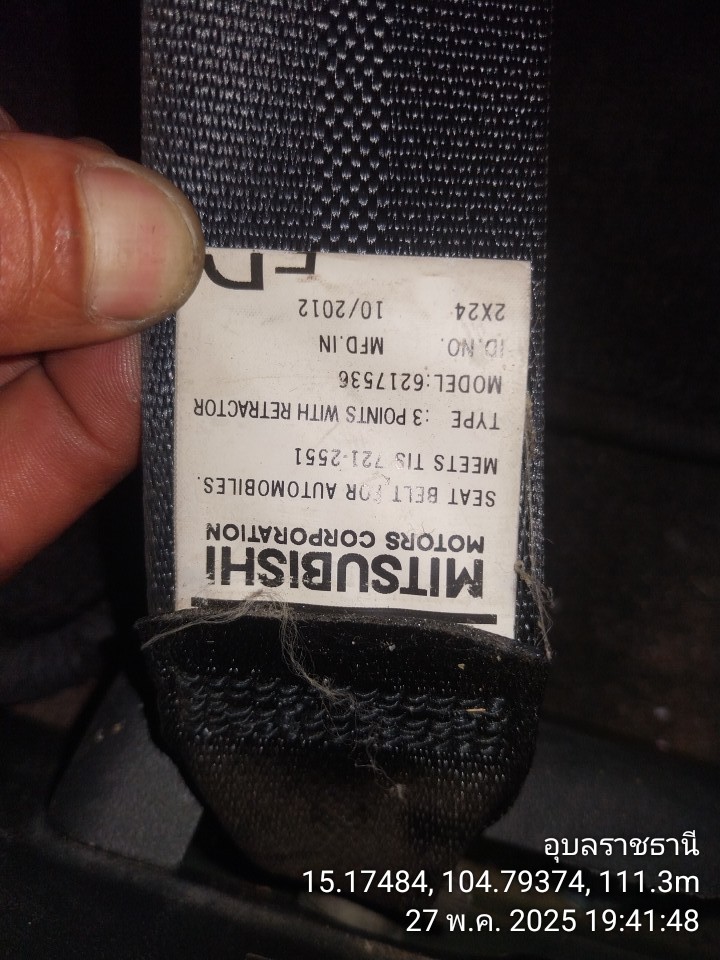 MITSUBISHI
MOTORS CORPORATION
SEAT BELT FOR AUTOMOBILES.
MEETS TIS 721-2551
TYPE :3 POINTS WITH RETRACTOR
MODEL:6217536
ID.NO. MFD.IN
2X24 10/2012
อุบลราชธานี
15.17484, 104.79374, 111.3m
27 พ.ค. 2025 19:41:48